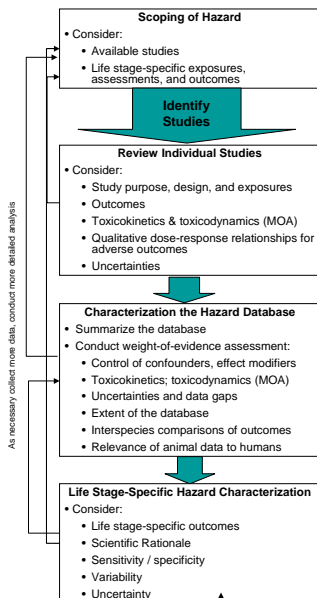 Scoping of Hazard
• Consider:
• Available studies
• Life stage-specific exposures,
assessments, and outcomes
Identify
Studies
Review Individual Studies
• Consider:
• Study purpose, design, and exposures
• Outcomes
• Toxicokinetics & toxicodynamics (MOA)
• Qualitative dose-response relationships for
adverse outcomes
• Uncertainties
Characterization the Hazard Database
• Summarize the database
• Conduct weight-of-evidence assessment:
• Control of confounders, effect modifiers
• Toxicokinetics; toxicodynamics (MOA)
• Uncertainties and data gaps
• Extent of the database
• Interspecies comparisons of outcomes
• Relevance of animal data to humans
Life Stage-Specific Hazard Characterization
• Consider:
• Life stage-specific outcomes
• Scientific Rationale
• Sensitivity / specificity
• Variability
• Uncertainty
As necessary collect more data, conduct more detailed analysis